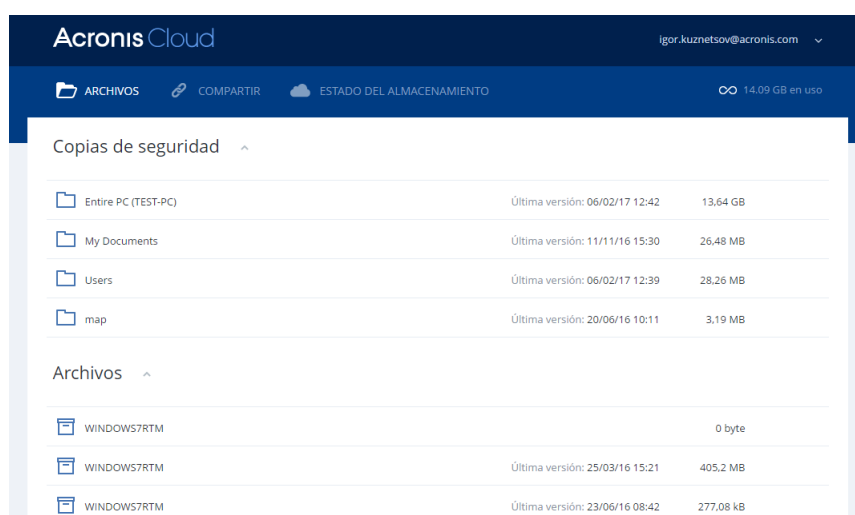 Acronis Cloud
igor.kuznetsov@acronis.com
ARCHIVOS COMPARTIR ESTADO DEL ALMACENAMIENTO 14.09 GB en uso
Copias de seguridad
Entire PC (TEST-PC) Última versión: 06/02/17 12:42 13,64 GB
My Documents Última versión: 11/11/16 15:30 26,48 MB
Users Última versión: 06/02/17 12:39 28,26 MB
map Última versión: 20/06/16 10:11 3,19 MB
Archivos
WINDOWS7RTM 0 byte
WINDOWS7RTM Última versión: 25/03/16 15:21 405,2 MB
WINDOWS7RTM Última versión: 23/06/16 08:42 277,08 kB